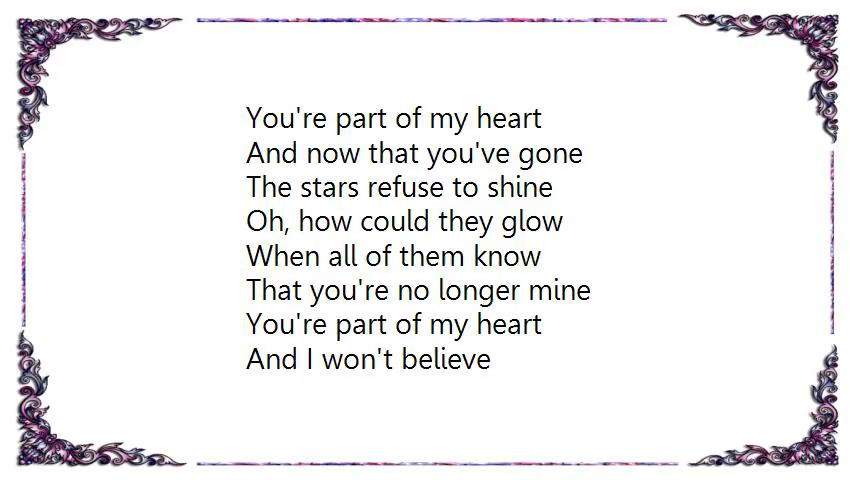 You're part of my heart
And now that you've gone
The stars refuse to shine
Oh, how could they glow
When all of them know
That you're no longer mine
You're part of my heart
And I won't believe